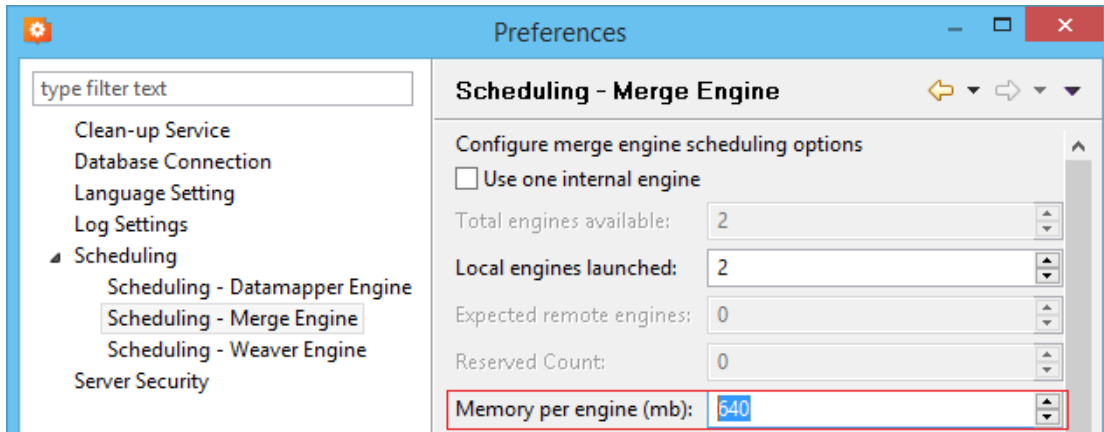 Preferences
type filter text
Clean-up Service
Database Connection
Language Setting
Log Settings
Scheduling
Scheduling - Datamapper Engine
Scheduling - Merge Engine
Scheduling - Weaver Engine
Server Security
Scheduling - Merge Engine
Configure merge engine scheduling options
Use one internal engine
Total engines available: 2
Local engines launched: 2
Expected remote engines: 0
Reserved Count: 0
Memory per engine (mb): 640